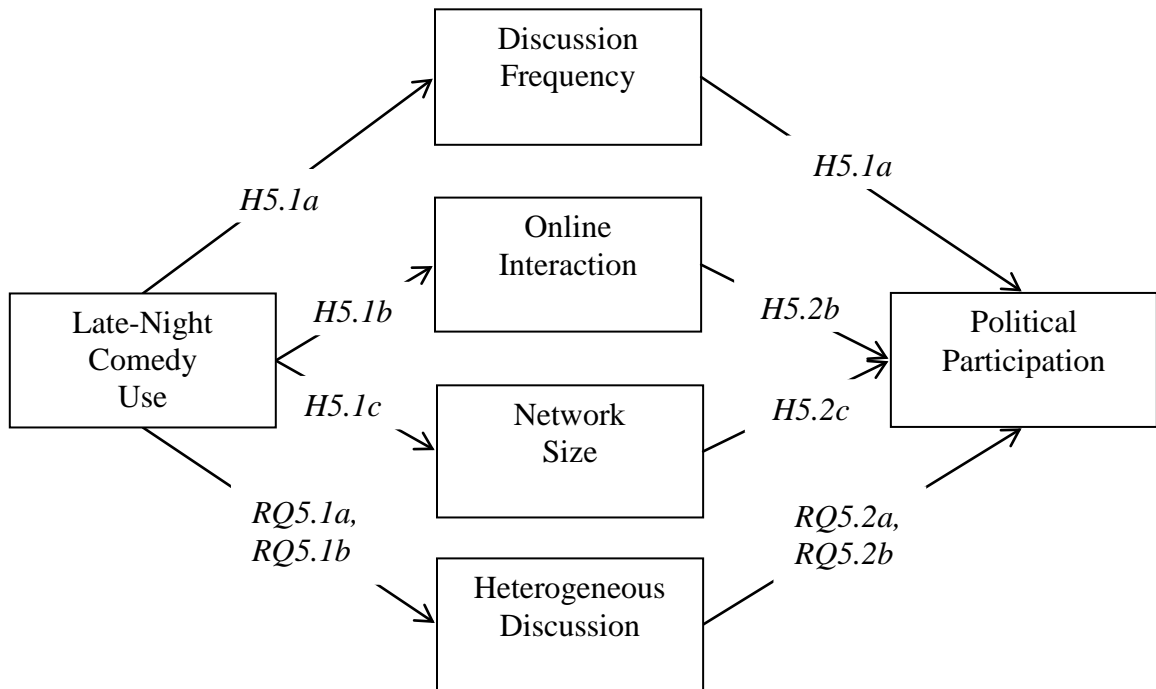 Discussion
Frequency
H5.1a
H5.1a
Online
Interaction
H5.1b
H5.2b
Late-Night
Comedy
Use
Political
Participation
H5.1c
H5.2c
Network
Size
RQ5.1a,
RQ5.1b
RQ5.2a,
RQ5.2b
Heterogeneous
Discussion